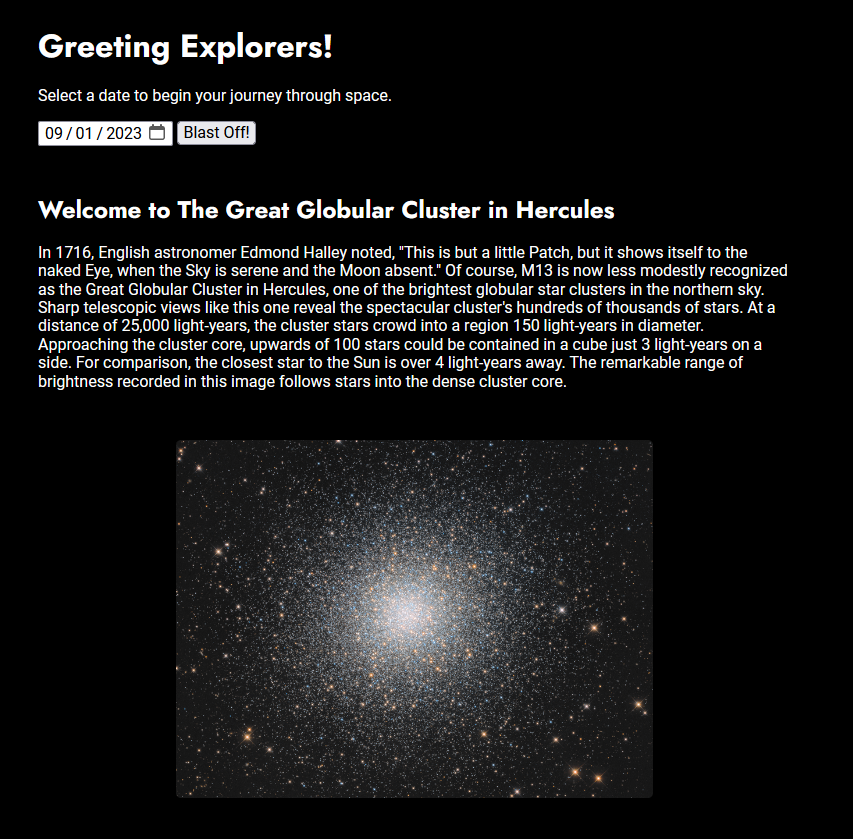 Greeting Explorers!
Select a date to begin your journey through space.
09/01/2023 Blast Off!
Welcome to The Great Globular Cluster in Hercules
In 1716, English astronomer Edmond Halley noted, "This is but a little Patch, but it shows itself to the
naked Eye, when the Sky is serene and the Moon absent." Of course, M13 is now less modestly recognized
as the Great Globular Cluster in Hercules, one of the brightest globular star clusters in the northern sky.
Sharp telescopic views like this one reveal the spectacular cluster's hundreds of thousands of stars. At a
distance of 25,000 light-years, the cluster stars crowd into a region 150 light-years in diameter.
Approaching the cluster core, upwards of 100 stars could be contained in a cube just 3 light-years on a
side. For comparison, the closest star to the Sun is over 4 light-years away. The remarkable range of
brightness recorded in this image follows stars into the dense cluster core.